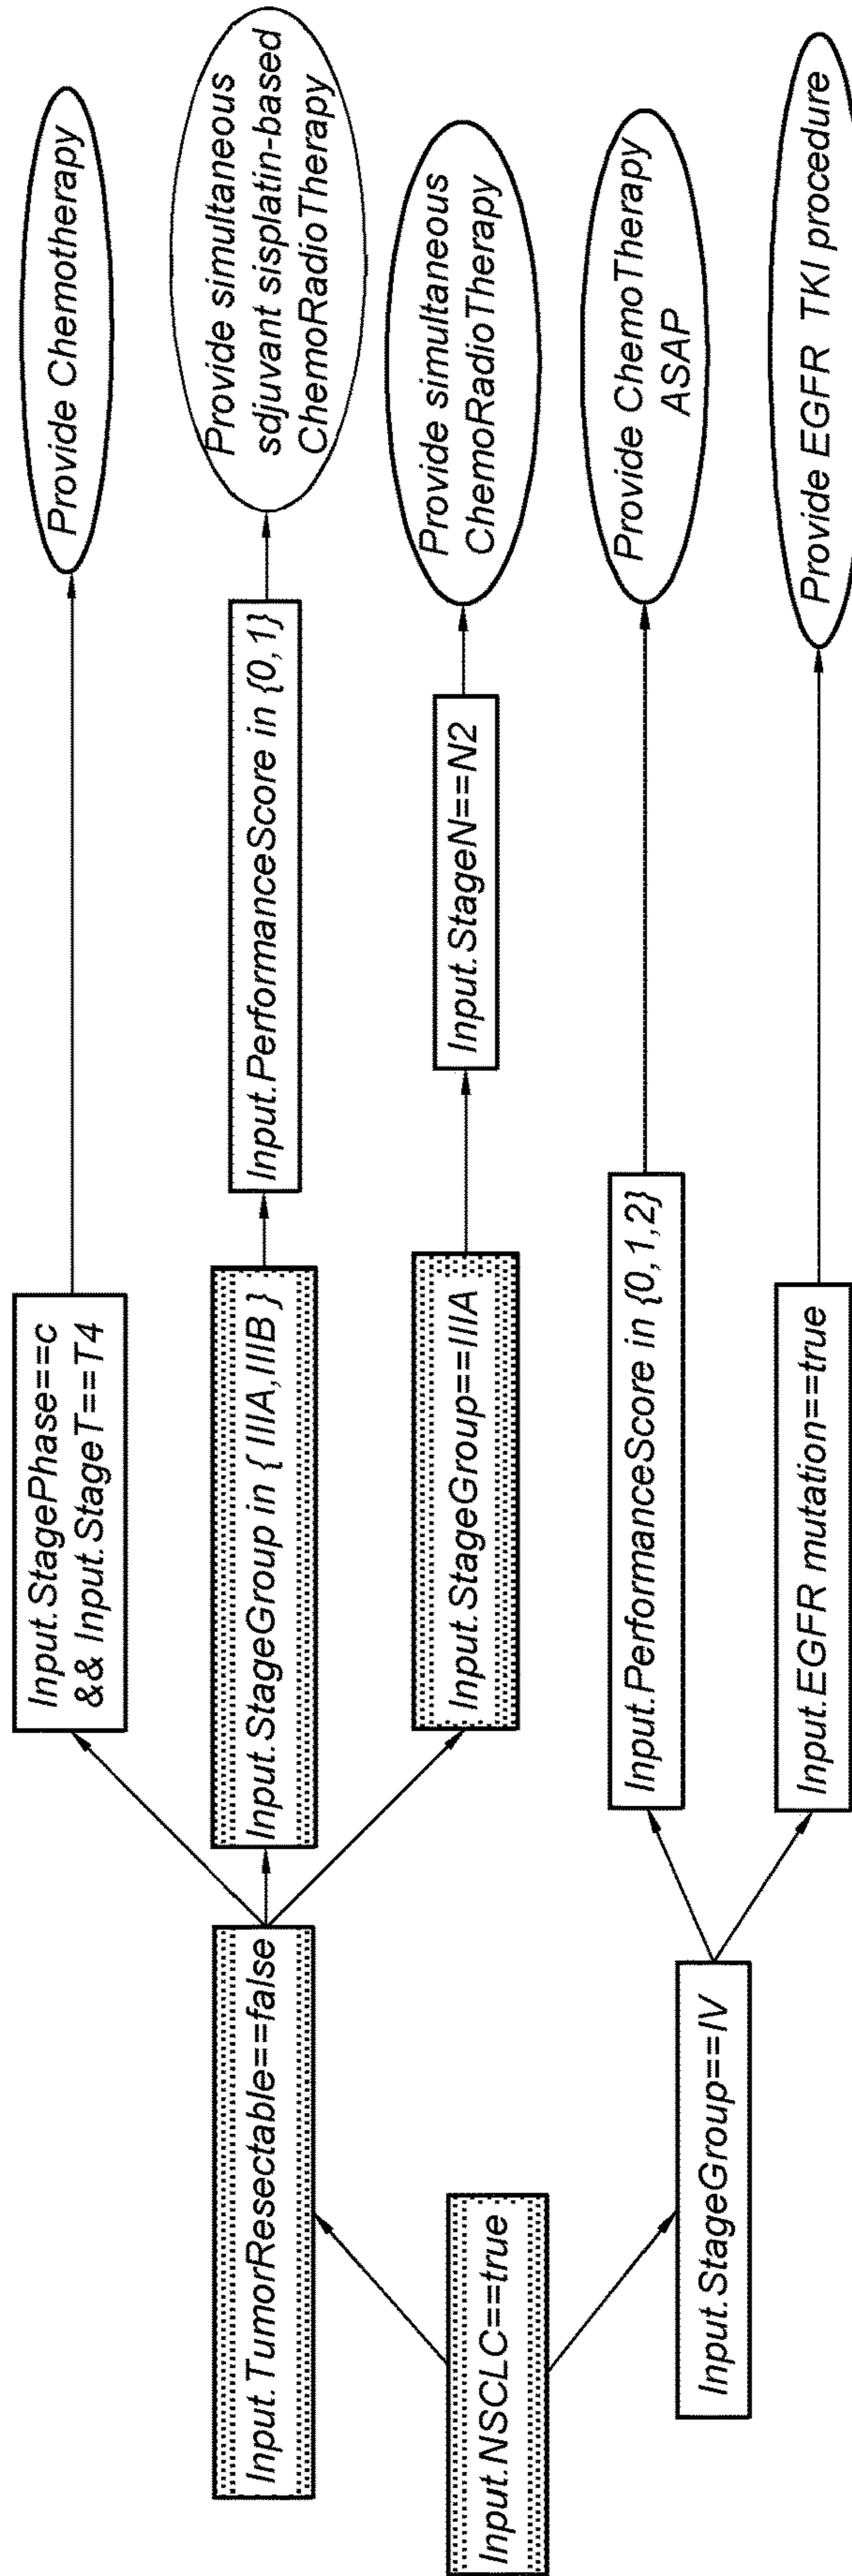 Input.NSCLC==true
Input.TumorResectable==false
Input.StageGroup==IV
Input.StagePhase==c
&& Input.StageT==T4
Input.StageGroup in { IIIA,IIIB }
Input.StageGroup==IIIA
Input.PerformanceScore in {0,1,2}
Input.EGFR mutation==true
Input.PerformanceScore in {0,1}
Input.StageN==N2
Provide Chemotherapy
Provide simultaneous
sdjuvant sisplatin-based
ChemoRadioTherapy
Provide simultaneous
ChemoRadioTherapy
Provide ChemoTherapy
ASAP
Provide EGFR TKI procedure